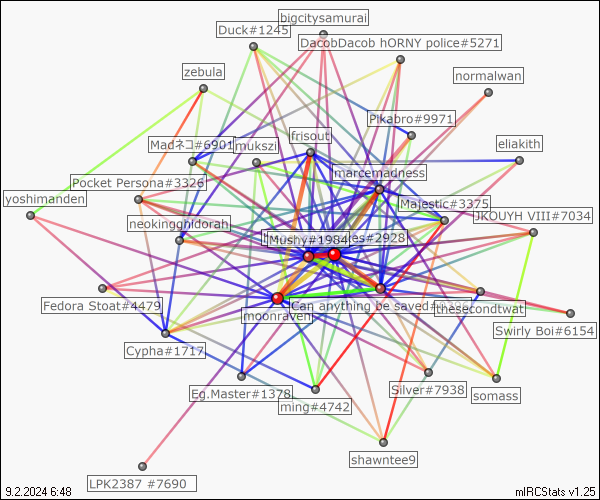 bigcitysamurai
Duck#1245
DacobDacob hORNY police#5271
zebula
normalwan
Pikabro#9971
frisout
Madネコ#6901
mukszi
eliakith
marcemadness
Pocket Persona#3326
yoshimanden
Majestic#3375
neokingghidorah
JKOUYH VIII#7034
Mushy#1984
es#2928
Fedora Stoat#4479
Can anything be saved#
thesecondtwat
moonraven
Swirly Boi#6154
Cypha#1717
Eg.Master#1378
Silver#7938
somass
ming#4742
shawntee9
LPK2387 #7690
9.2.2024 6:48
mIRCStats v1.25